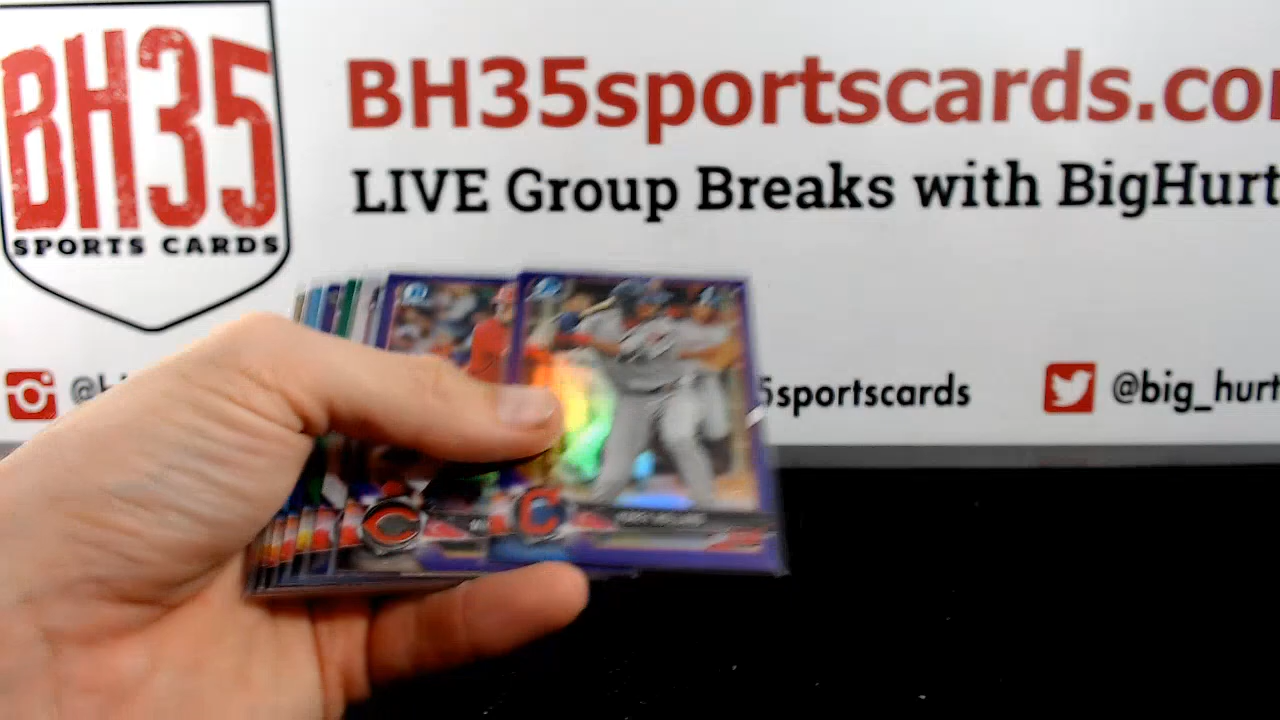 BH35
SPORTS CARDS
BH35sportscards.co
LIVE Group Breaks with BigHurt
5sportscards
@big_hurt
C
C